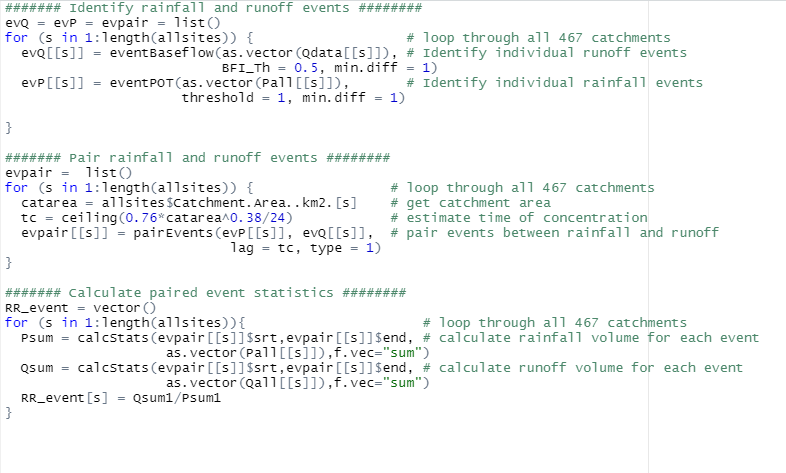 ####### Identify rainfall and runoff events ########
evQ = evP = evpair = list()
for (s in 1:length(allsites)) {                   # loop through all 467 catchments
  evQ[[s]] = eventBaseflow(as.vector(Qdata[[s]]), # Identify individual runoff events
                           BFI_Th = 0.5, min.diff = 1)
  evP[[s]] = eventPOT(as.vector(Pall[[s]]),       # Identify individual rainfall events
                      threshold = 1, min.diff = 1)
}
####### Pair rainfall and runoff events ########
evpair =  list()
for (s in 1:length(allsites)) {                 # loop through all 467 catchments
  catarea = allsites$Catchment.Area..km2.[s]    # get catchment area
  tc = ceiling(0.76*catarea^0.38/24)            # estimate time of concentration
  evpair[[s]] = pairEvents(evP[[s]], evQ[[s]],  # pair events between rainfall and runoff
                            lag = tc, type = 1)
}
####### Calculate paired event statistics ########
RR_event = vector()
for (s in 1:length(allsites)){                      # loop through all 467 catchments
  Psum = calcStats(evpair[[s]]$srt,evpair[[s]]$end, # calculate rainfall volume for each event
                    as.vector(Pall[[s]]),f.vec="sum")
  Qsum = calcStats(evpair[[s]]$srt,evpair[[s]]$end, # calculate runoff volume for each event
                    as.vector(Qall[[s]]),f.vec="sum")
  RR_event[s] = Qsum1/Psum1
}